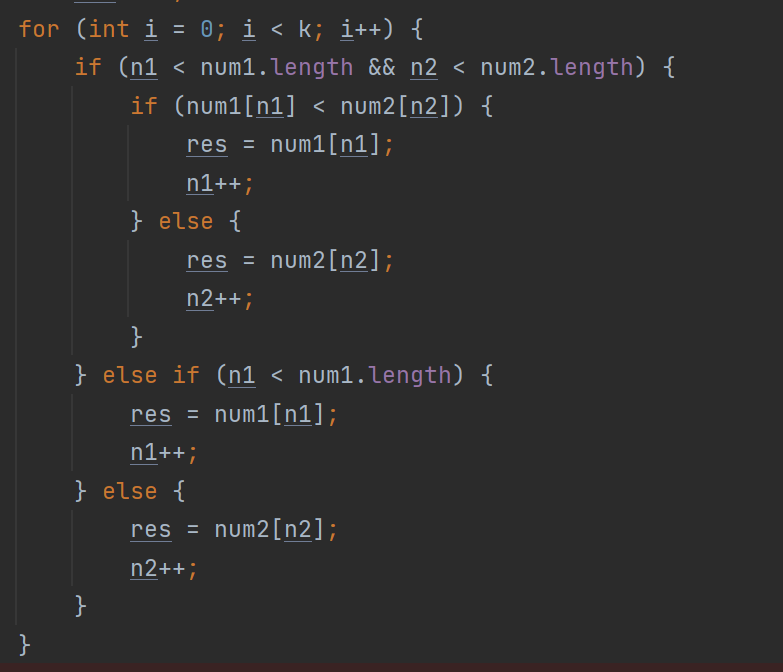 for (int i = 0; i < k; i++) {
    if (n1 < num1.length && n2 < num2.length) {
        if (num1[n1] < num2[n2]) {
            res = num1[n1];
            n1++;
        } else {
            res = num2[n2];
            n2++;
        }
    } else if (n1 < num1.length) {
        res = num1[n1];
        n1++;
    } else {
        res = num2[n2];
        n2++;
    }
}